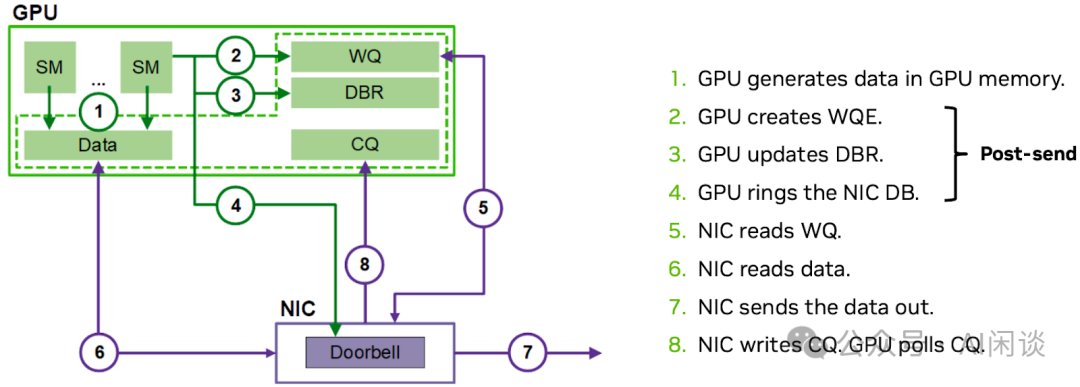 GPU
SM
...
SM
2
WQ
3
DBR
1
Data
CQ
4
5
8
NIC
6
Doorbell
7
1. GPU generates data in GPU memory.
2. GPU creates WQE.
3. GPU updates DBR.
Post-send
4. GPU rings the NIC DB.
5. NIC reads WQ.
6. NIC reads data.
7. NIC sends the data out.
8. NIC writes CQ. GPU polls CQ.
公众号 · AI闲谈